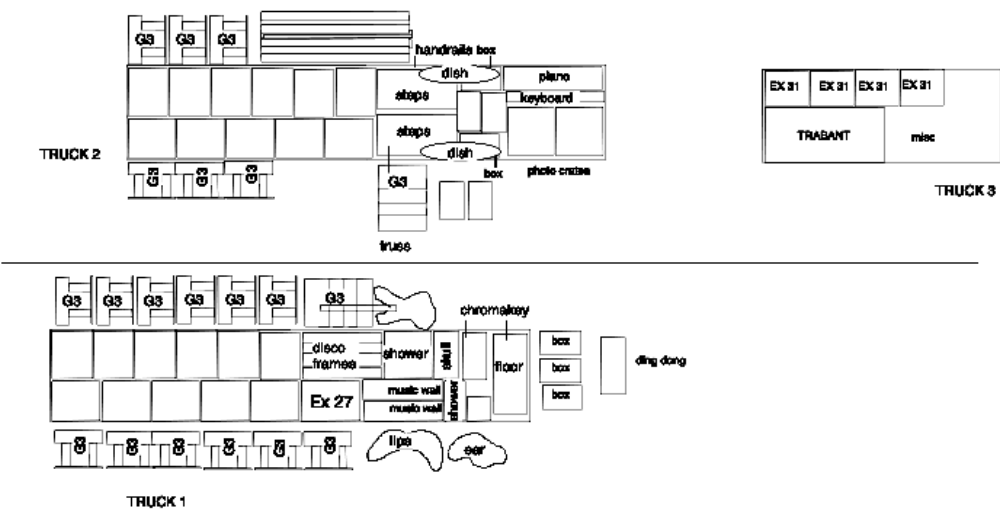 G3 G3 G3
handrails box
dish
piano
steps
keyboard
steps
TRUCK 2
dish
G3 G3 G3
G3
box
photo crates
truss
EX 31 EX 31 EX 31 EX 31
TRABANT
misc
TRUCK 3
G3 G3 G3 G3 G3 G3 G3
chromakey
disco
frames
shower
skull
floor
box
box
box
ding dong
Ex 27
music wall
music wall
shower
G3 G3 G3 G3 G3 G3
lips
ear
TRUCK 1